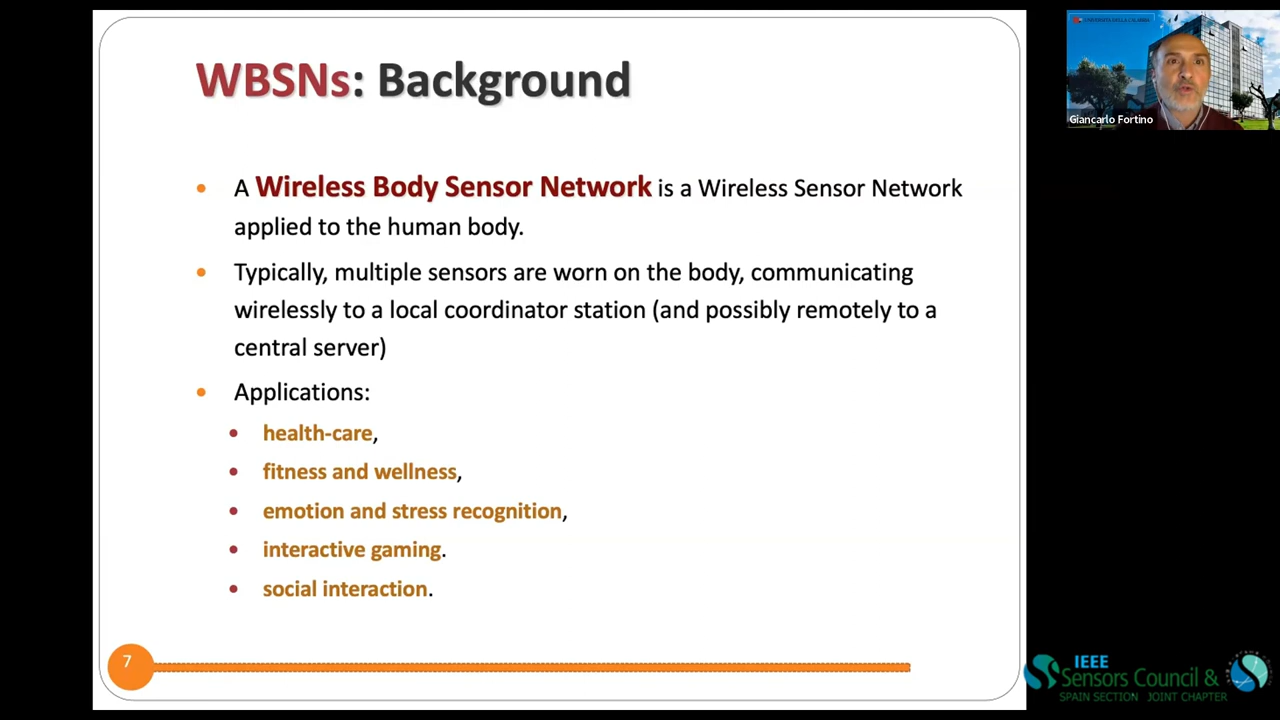 WBSNs: Background
A Wireless Body Sensor Network is a Wireless Sensor Network
applied to the human body.
Typically, multiple sensors are worn on the body, communicating
wirelessly to a local coordinator station (and possibly remotely to a
central server)
Applications:
health-care,
fitness and wellness,
emotion and stress recognition,
interactive gaming.
social interaction.
7
UNIVERSITÀ DELLA CALABRIA
Giancarlo Fortino
IEEE
Sensors Council &
SPAIN SECTION JOINT CHAPTER